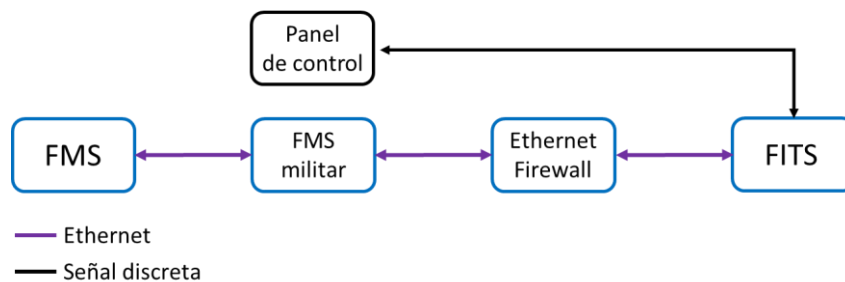 Panel
de control
FMS
FMS
militar
Ethernet
Firewall
FITS
Ethernet
Señal discreta